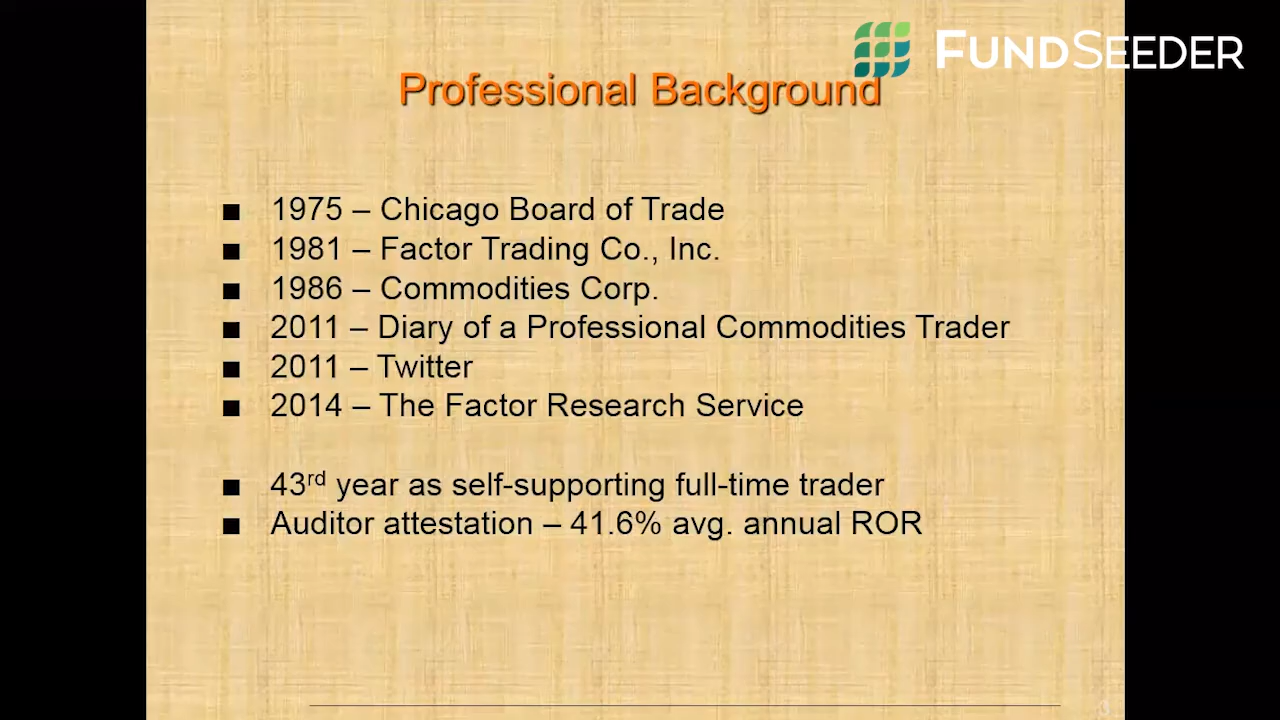 FUNDSEEDER
Professional Background
■ 1975 – Chicago Board of Trade
■ 1981 – Factor Trading Co., Inc.
■ 1986 – Commodities Corp.
■ 2011 – Diary of a Professional Commodities Trader
■ 2011 – Twitter
■ 2014 – The Factor Research Service
■ 43rd year as self-supporting full-time trader
■ Auditor attestation – 41.6% avg. annual ROR
3